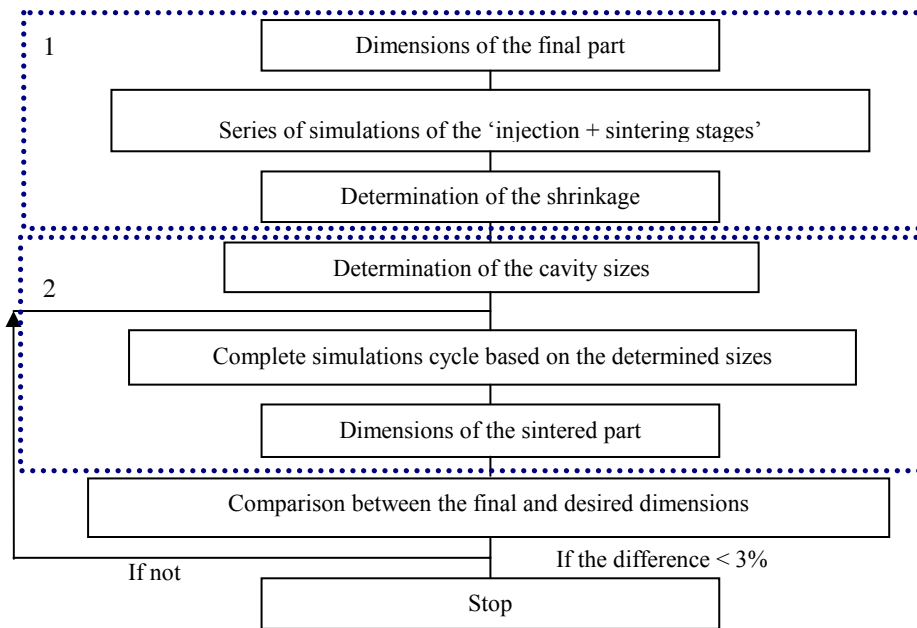 1
Dimensions of the final part
Series of simulations of the ‘injection + sintering stages’
Determination of the shrinkage
Determination of the cavity sizes
2
Complete simulations cycle based on the determined sizes
Dimensions of the sintered part
Comparison between the final and desired dimensions
If not
If the difference < 3%
Stop